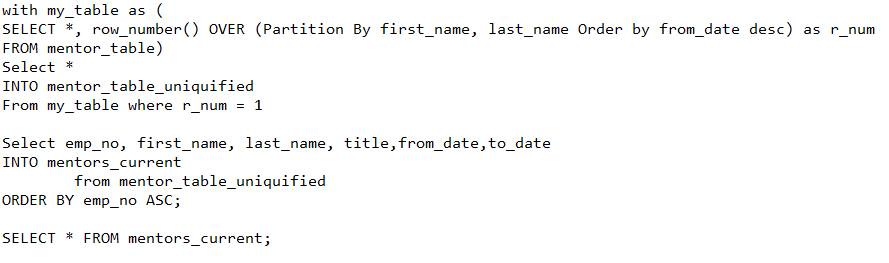 with my_table as (
SELECT *, row_number() OVER (Partition By first_name, last_name Order by from_date desc) as r_num
FROM mentor_table)
Select *
INTO mentor_table_uniquified
From my_table where r_num = 1

Select emp_no, first_name, last_name, title,from_date,to_date
INTO mentors_current
        from mentor_table_uniquified
ORDER BY emp_no ASC;

SELECT * FROM mentors_current;